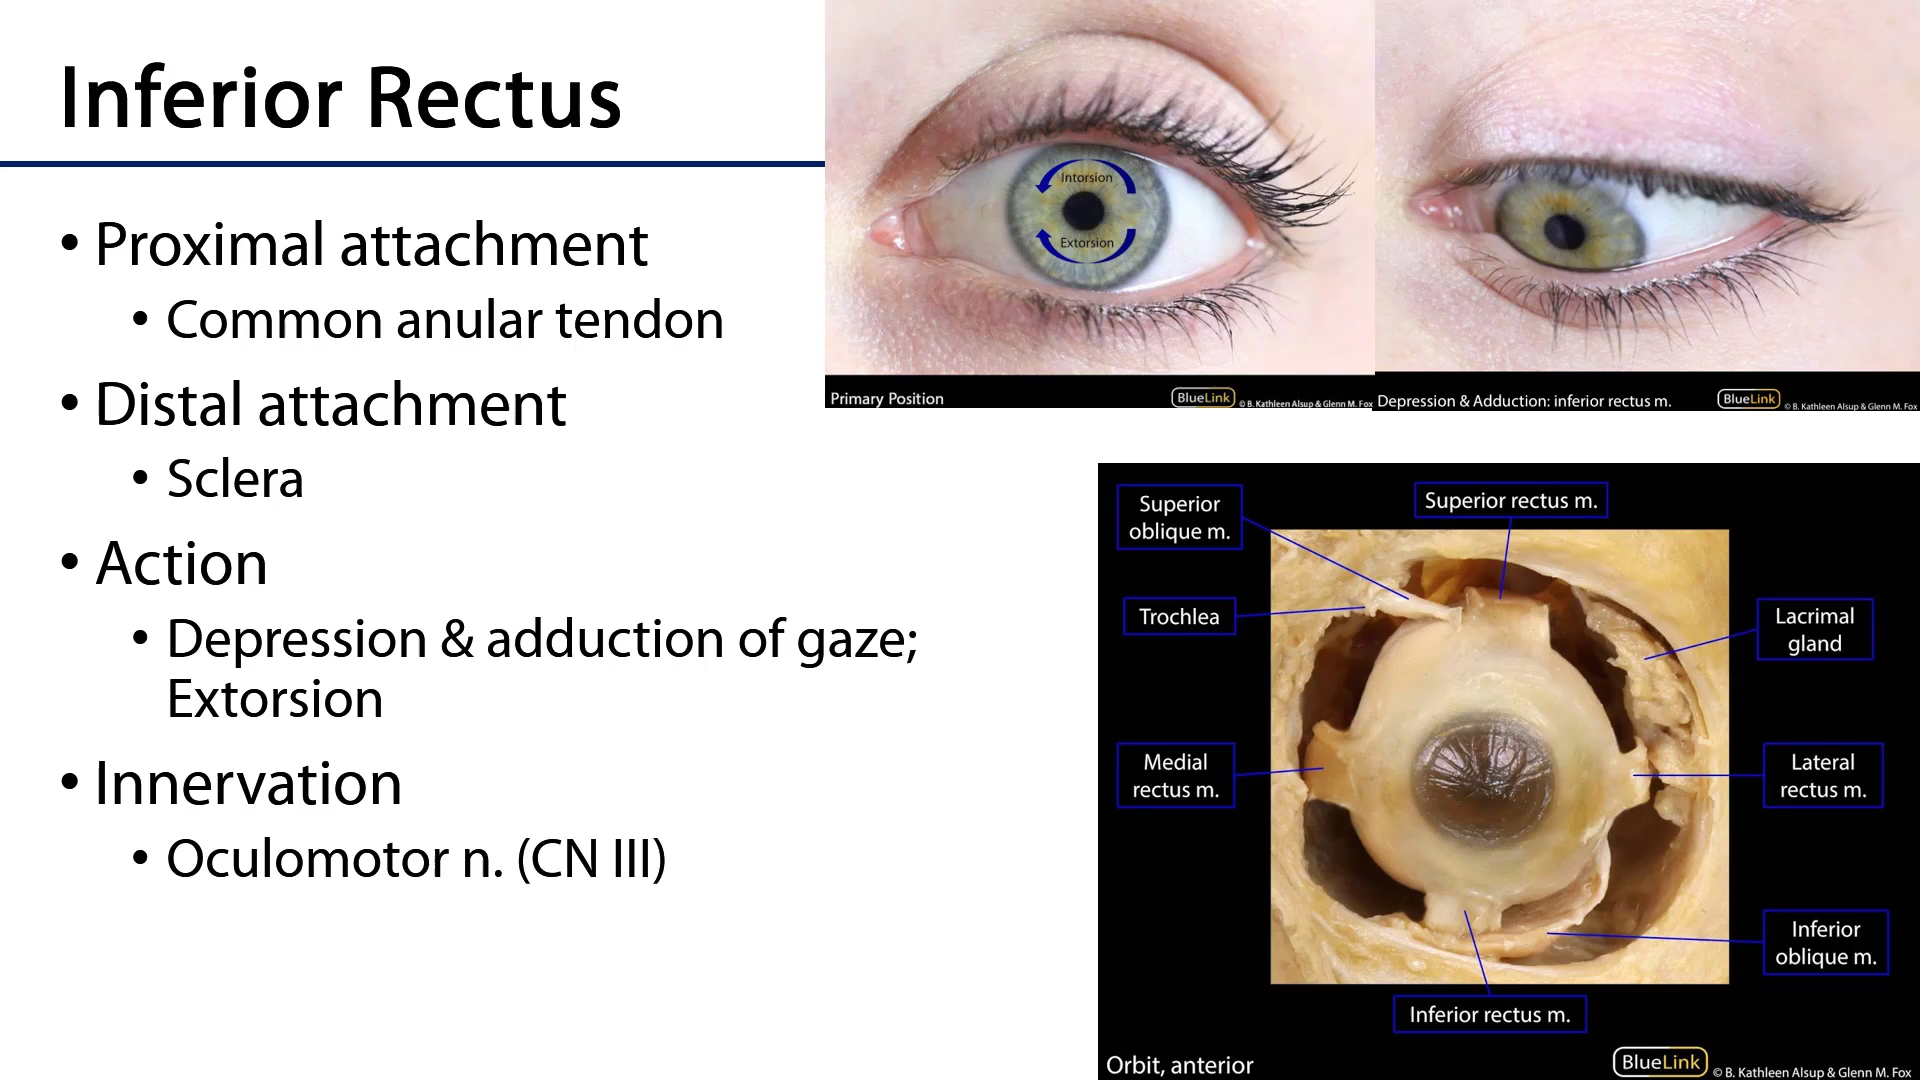 Inferior Rectus
• Proximal attachment
• Common anular tendon
• Distal attachment
• Sclera
• Action
• Depression & adduction of gaze;
Extorsion
• Innervation
• Oculomotor n. (CN III)
Intorsion
Extorsion
Primary Position
BlueLink
© B. Kathleen Alsup & Glenn M. Fox
Depression & Adduction: inferior rectus m.
BlueLink
© B. Kathleen Alsup & Glenn M. Fox
Superior
oblique m.
Superior rectus m.
Trochlea
Lacrimal
gland
Medial
rectus m.
Lateral
rectus m.
Inferior
oblique m.
Inferior rectus m.
Orbit, anterior
BlueLink
© B. Kathleen Alsup & Glenn M. Fox